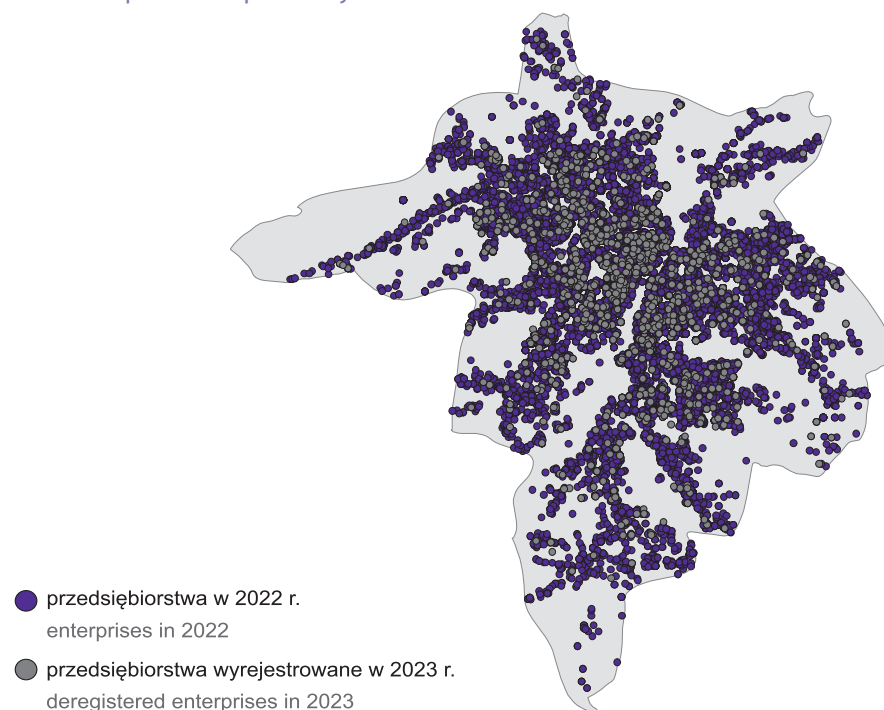 przedsiębiorstwa w 2022 r.
enterprises in 2022
przedsiębiorstwa wyrejestrowane w 2023 r.
deregistered enterprises in 2023